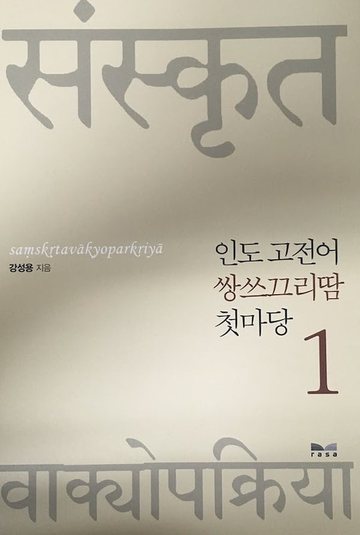 संस्कृत
saṃskṛtavākyoparkriyā
강성용 지음
인도 고전어
쌍쓰끄리땀
첫마당
1
rasa
वाक्योपक्रिया